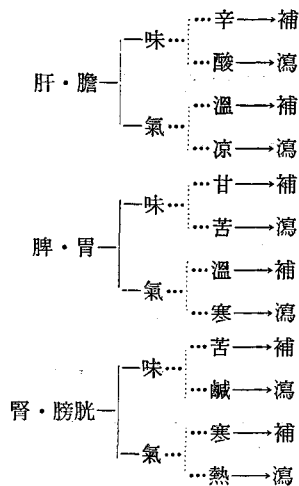 味…辛→補
…酸→瀉
肝・膽
氣…溫→補
…凉→瀉
味…甘→補
…苦→瀉
脾・胃
氣…溫→補
…寒→瀉
味…苦→補
…鹹→瀉
腎・膀胱
氣…寒→補
…熱→瀉